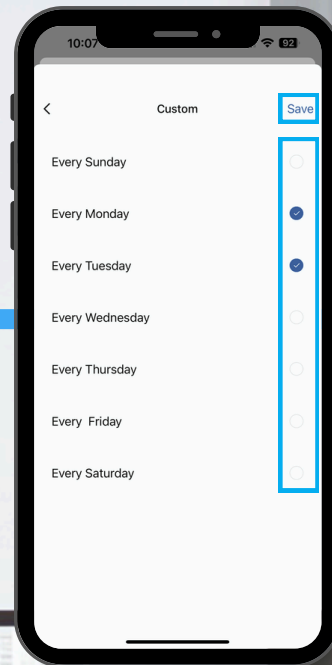 10:07
92
Custom
Save
Every Sunday
Every Monday
Every Tuesday
Every Wednesday
Every Thursday
Every  Friday
Every Saturday